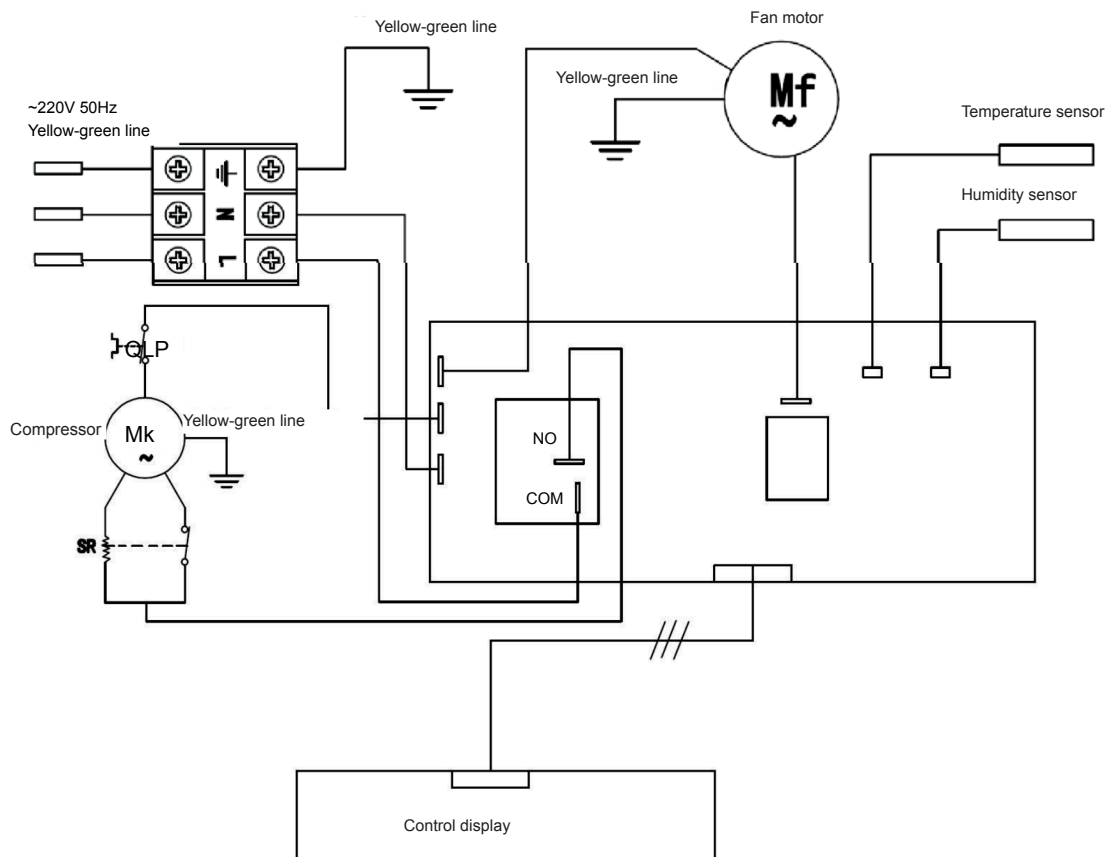 Fan motor
Yellow-green line
Mf
~
Yellow-green line
~220V 50Hz
Yellow-green line
Temperature sensor
Humidity sensor
N
L
QLP
Compressor
Mk
~
Yellow-green line
NO
COM
SR
Control display